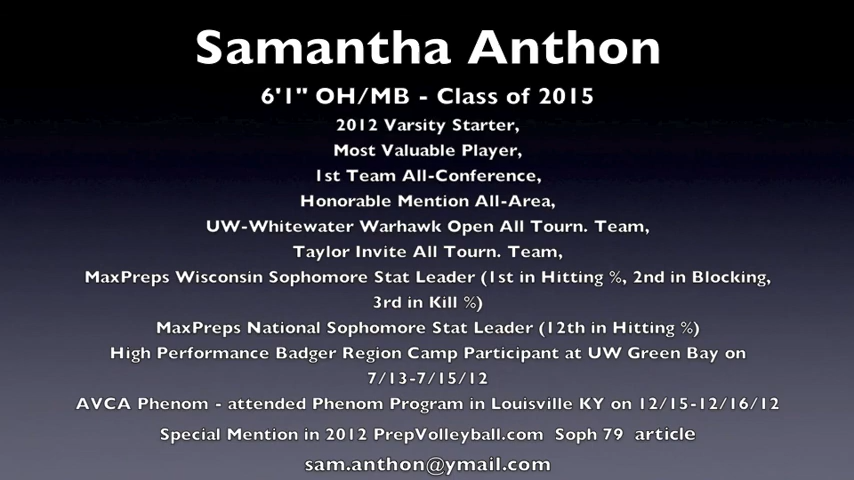 Samantha Anthon
6'1" OH/MB - Class of 2015
2012 Varsity Starter,
Most Valuable Player,
1st Team All-Conference,
Honorable Mention All-Area,
UW-Whitewater Warhawk Open All Tourn. Team,
Taylor Invite All Tourn. Team,
MaxPreps Wisconsin Sophomore Stat Leader (1st in Hitting %, 2nd in Blocking,
3rd in Kill %)
MaxPreps National Sophomore Stat Leader (12th in Hitting %)
High Performance Badger Region Camp Participant at UW Green Bay on
7/13-7/15/12
AVCA Phenom - attended Phenom Program in Louisville KY on 12/15-12/16/12
Special Mention in 2012 PrepVolleyball.com Soph 79 article
sam.anthon@ymail.com